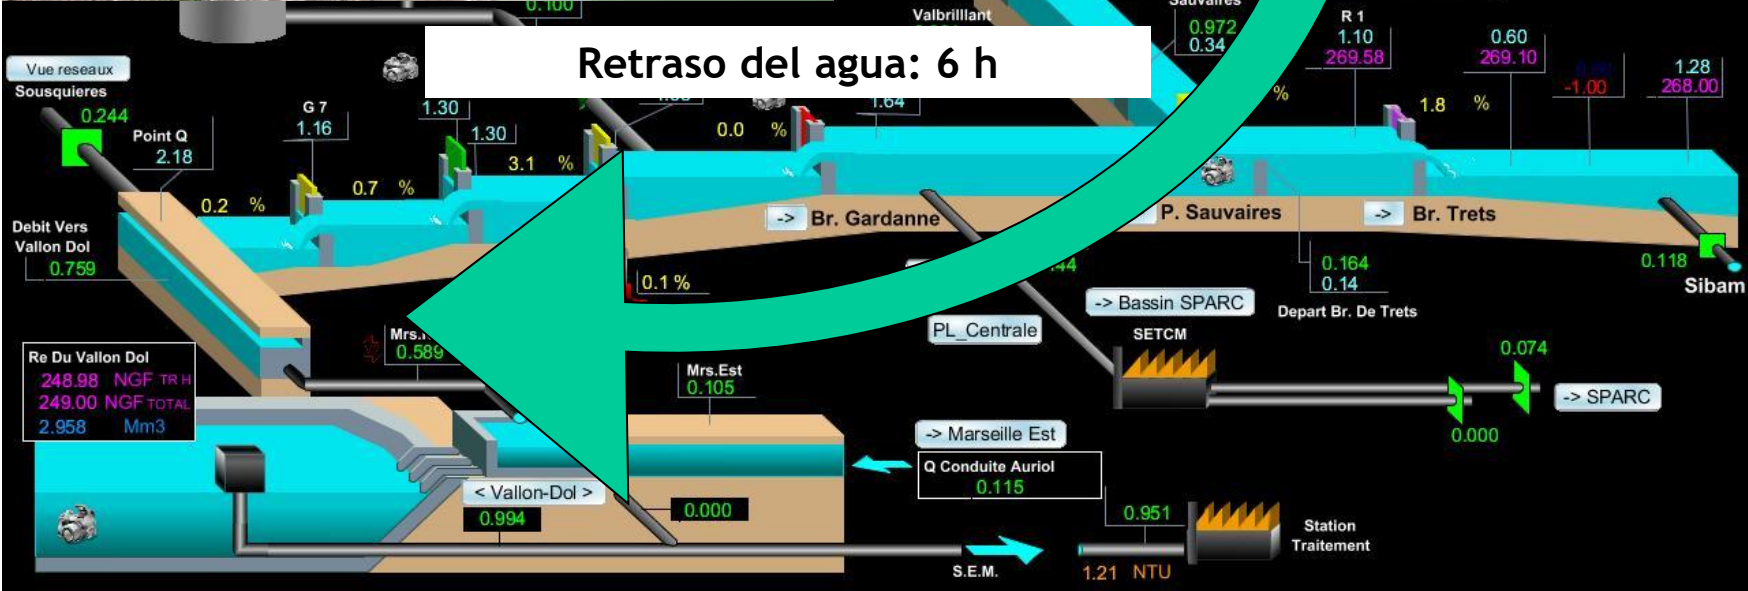 0.100
Valbrilllant
Sauvaires
0.972
0.34
R 1
1.10
269.58
0.60
269.10
-1.00
1.28
268.00
Retraso del agua: 6 h
Vue reseaux
Sousquieres
0.244
Point Q
2.18
G 7
1.16
1.30
1.30
1.64
0.0 %
%
1.8 %
3.1 %
0.7 %
0.2 %
Debit Vers
Vallon Dol
0.759
-> Br. Gardanne
P. Sauvaires
-> Br. Trets
0.118
Sibam
0.164
0.14
Depart Br. De Trets
0.1 %
-> Bassin SPARC
SETCM
PL_Centrale
0.589
Mrs.Est
0.105
Re Du Vallon Dol
248.98 NGF TR H
249.00 NGF TOTAL
2.958 Mm3
0.074
-> SPARC
0.000
-> Marseille Est
Q Conduite Auriol
0.115
< Vallon-Dol >
0.994
0.000
0.951
Station
Traitement
S.E.M.
1.21 NTU